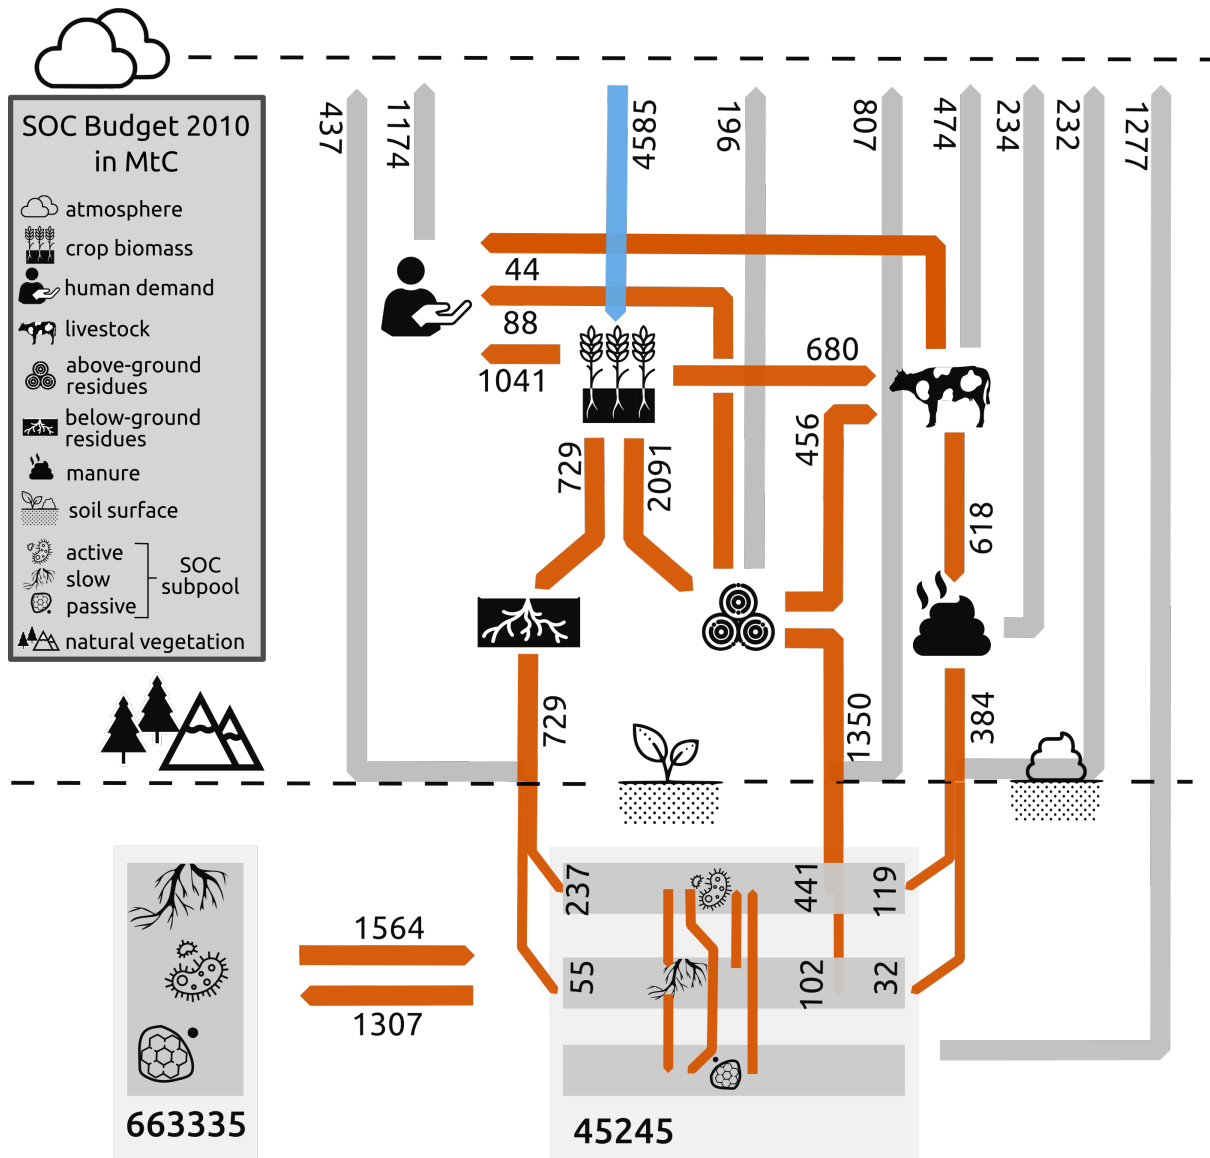 SOC Budget 2010
in MtC
atmosphere
crop biomass
human demand
livestock
above-ground
residues
below-ground
residues
manure
soil surface
active
slow
passive
SOC
subpool
natural vegetation
437
1174
4585
196
807
474
234
232
1277
44
88
1041
680
456
729
2091
618
729
1350
384
237
441
119
55
102
32
1564
1307
663335
45245